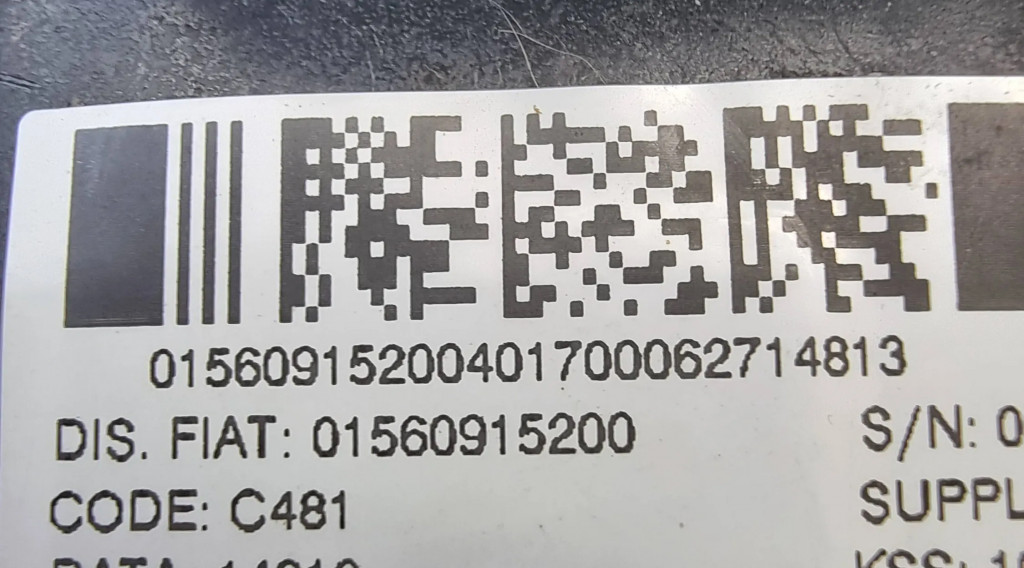 01560915200401700062714813
DIS. FIAT: 01560915200
S/N: 0
CODE: C481
SUPPL